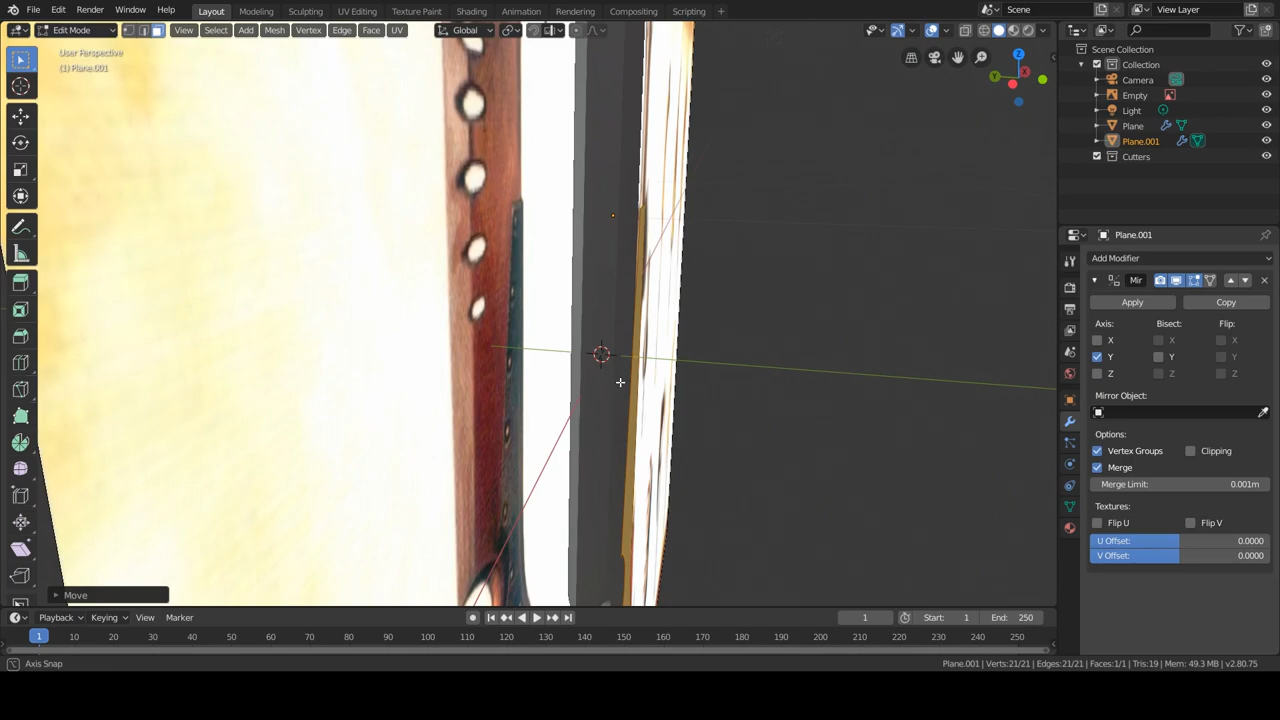 File Edit Render Window Help Layout Modeling Sculpting UV Editing Texture Paint Shading Animation Rendering Compositing Scripting Scene View Layer
Edit Mode View Select Add Mesh Vertex Edge Face UV Global
User Perspective
(1) Plane.001
Scene Collection
Collection
Camera
Empty
Light
Plane
Plane.001
Cutters
Plane.001
Add Modifier
Mir
Apply Copy
Axis: Bisect: Flip:
X X X
Y Y Y
Z Z Z
Mirror Object:
Options:
Vertex Groups Clipping
Merge
Merge Limit: 0.001m
Textures:
Flip U Flip V
U Offset: 0.0000
V Offset: 0.0000
Move
Playback Keying View Marker 1 Start: 1 End: 250
1 10 20 30 40 50 60 70 80 90 100 110 120 130 140 150 160 170 180 190 200 210 220 230 240 250
Axis Snap Plane.001 | Verts:21/21 | Edges:21/21 | Faces:1/1 | Tris:19 | Mem: 49.3 MB | v2.80.75